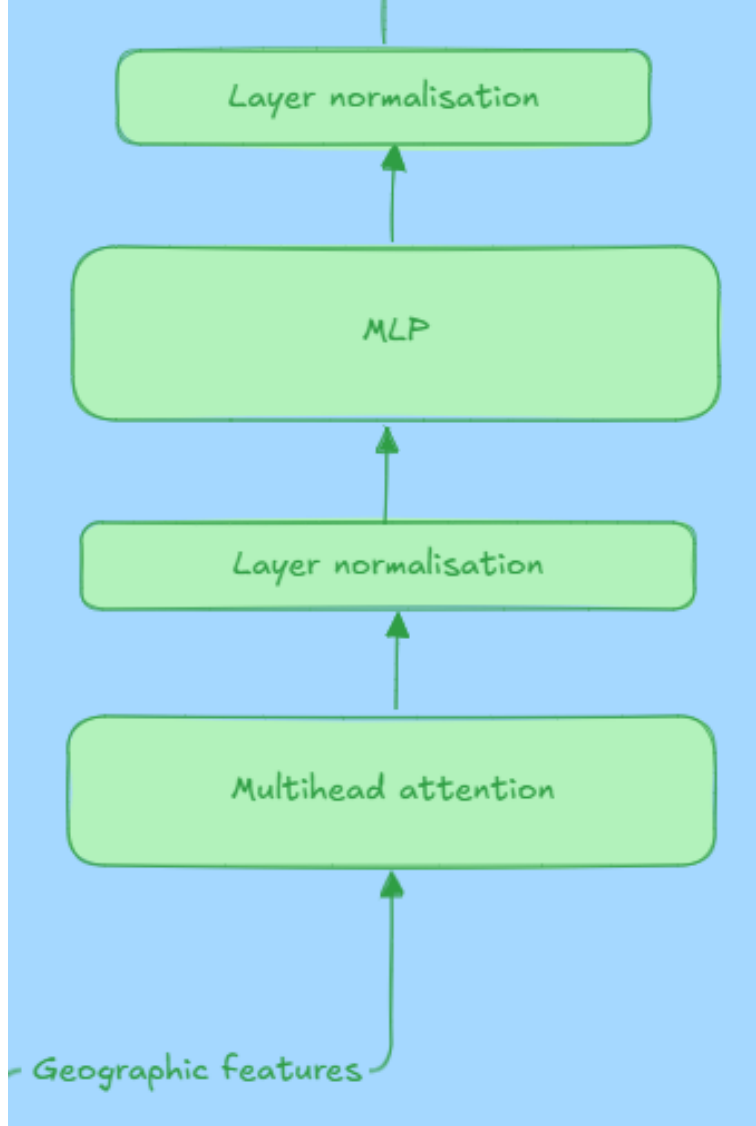 Layer normalisation
MLP
Layer normalisation
Multihead attention
Geographic features